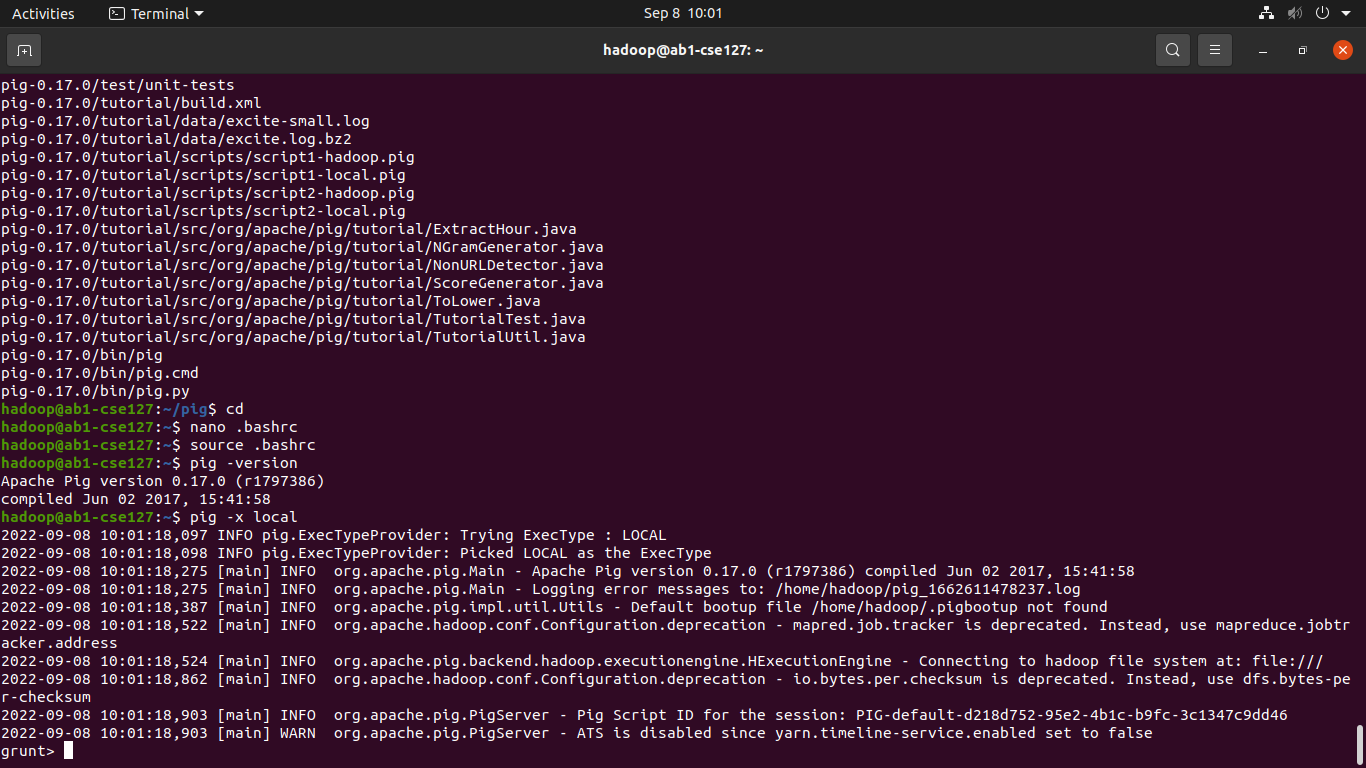 Activities Terminal Sep 8 10:01
hadoop@ab1-cse127: ~
pig-0.17.0/test/unit-tests
pig-0.17.0/tutorial/build.xml
pig-0.17.0/tutorial/data/excite-small.log
pig-0.17.0/tutorial/data/excite.log.bz2
pig-0.17.0/tutorial/scripts/script1-hadoop.pig
pig-0.17.0/tutorial/scripts/script1-local.pig
pig-0.17.0/tutorial/scripts/script2-hadoop.pig
pig-0.17.0/tutorial/scripts/script2-local.pig
pig-0.17.0/tutorial/src/org/apache/pig/tutorial/ExtractHour.java
pig-0.17.0/tutorial/src/org/apache/pig/tutorial/NGramGenerator.java
pig-0.17.0/tutorial/src/org/apache/pig/tutorial/NonURLDetector.java
pig-0.17.0/tutorial/src/org/apache/pig/tutorial/ScoreGenerator.java
pig-0.17.0/tutorial/src/org/apache/pig/tutorial/ToLower.java
pig-0.17.0/tutorial/src/org/apache/pig/tutorial/TutorialTest.java
pig-0.17.0/tutorial/src/org/apache/pig/tutorial/TutorialUtil.java
pig-0.17.0/bin/pig
pig-0.17.0/bin/pig.cmd
pig-0.17.0/bin/pig.py
hadoop@ab1-cse127:~/pig$ cd
hadoop@ab1-cse127:~$ nano .bashrc
hadoop@ab1-cse127:~$ source .bashrc
hadoop@ab1-cse127:~$ pig -version
Apache Pig version 0.17.0 (r1797386)
compiled Jun 02 2017, 15:41:58
hadoop@ab1-cse127:~$ pig -x local
2022-09-08 10:01:18,097 INFO pig.ExecTypeProvider: Trying ExecType : LOCAL
2022-09-08 10:01:18,098 INFO pig.ExecTypeProvider: Picked LOCAL as the ExecType
2022-09-08 10:01:18,275 [main] INFO  org.apache.pig.Main - Apache Pig version 0.17.0 (r1797386) compiled Jun 02 2017, 15:41:58
2022-09-08 10:01:18,275 [main] INFO  org.apache.pig.Main - Logging error messages to: /home/hadoop/pig_1662611478237.log
2022-09-08 10:01:18,387 [main] INFO  org.apache.pig.impl.util.Utils - Default bootup file /home/hadoop/.pigbootup not found
2022-09-08 10:01:18,522 [main] INFO  org.apache.hadoop.conf.Configuration.deprecation - mapred.job.tracker is deprecated. Instead, use mapreduce.jobtr
acker.address
2022-09-08 10:01:18,524 [main] INFO  org.apache.pig.backend.hadoop.executionengine.HExecutionEngine - Connecting to hadoop file system at: file:///
2022-09-08 10:01:18,862 [main] INFO  org.apache.hadoop.conf.Configuration.deprecation - io.bytes.per.checksum is deprecated. Instead, use dfs.bytes-pe
r-checksum
2022-09-08 10:01:18,903 [main] INFO  org.apache.pig.PigServer - Pig Script ID for the session: PIG-default-d218d752-95e2-4b1c-b9fc-3c1347c9dd46
2022-09-08 10:01:18,903 [main] WARN  org.apache.pig.PigServer - ATS is disabled since yarn.timeline-service.enabled set to false
grunt>